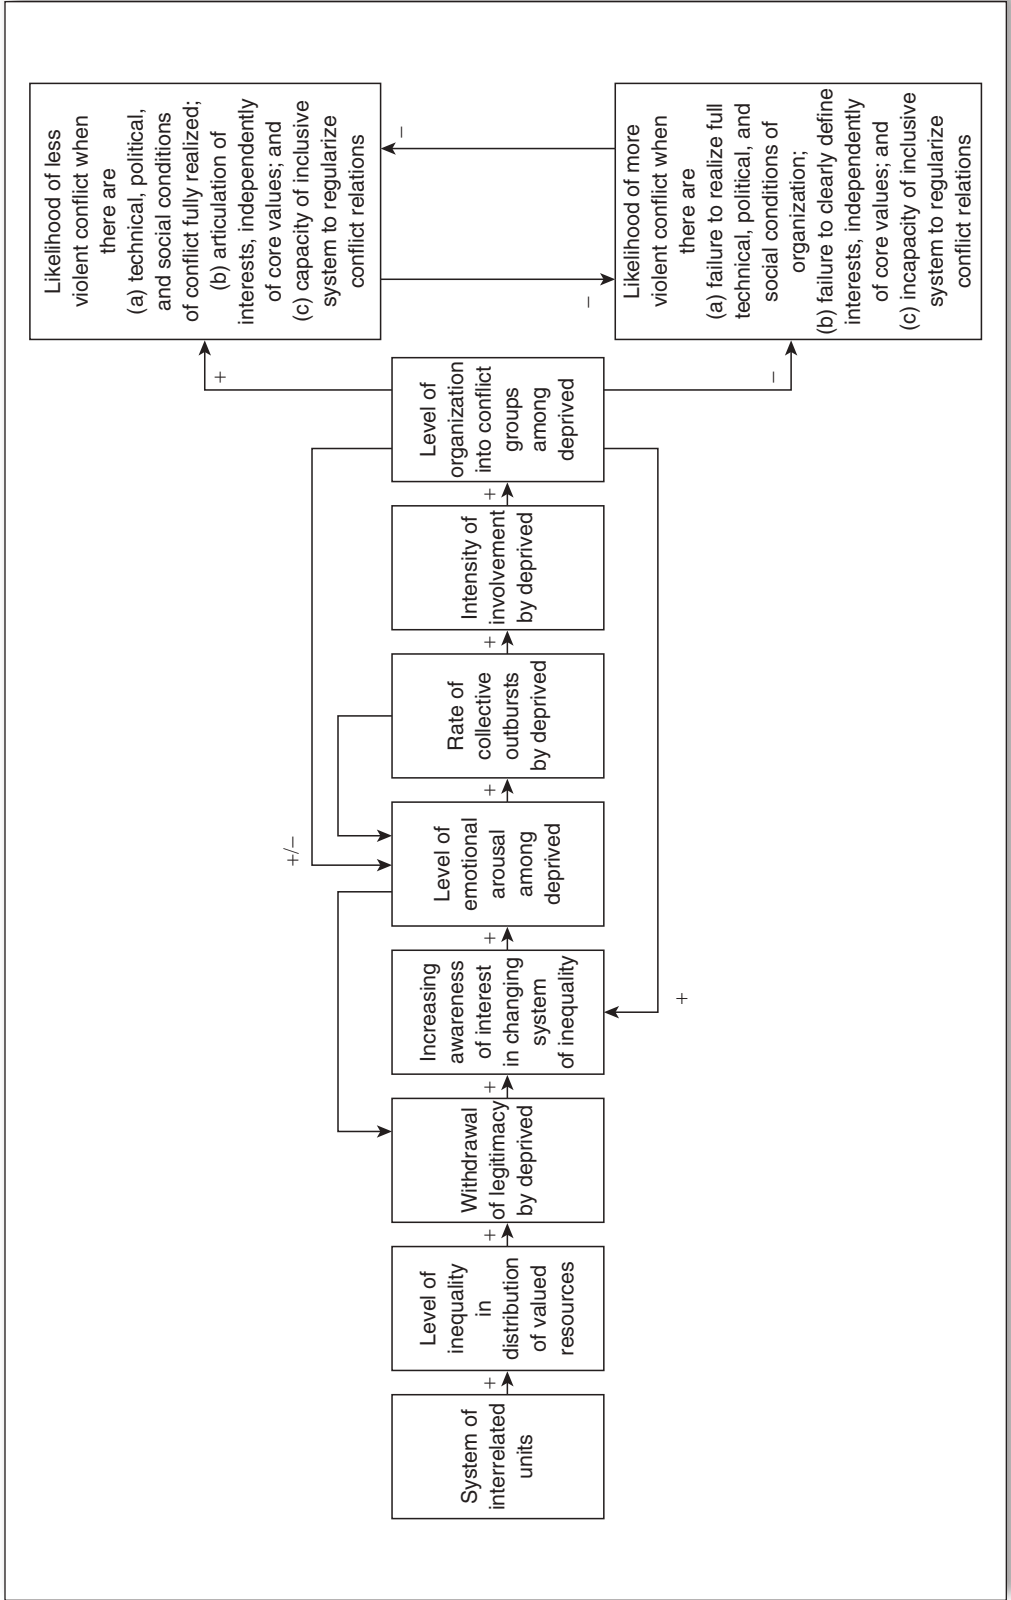 System of
interrelated
units
+
Level of
inequality
in
distribution
of valued
resources
+
Withdrawal
of legitimacy
by deprived
+
Increasing
awareness
of interest
in changing
system
of inequality
+
Level of
emotional
arousal
among
deprived
+
Rate of
collective
outbursts
by deprived
+
Intensity of
involvement
by deprived
+
Level of
organization
into conflict
groups
among
deprived
+/–
+
+
–
Likelihood of less
violent conflict when
there are
(a) technical, political,
and social conditions
of conflict fully realized;
(b) articulation of
interests, independently
of core values; and
(c) capacity of inclusive
system to regularize
conflict relations
–
–
Likelihood of more
violent conflict when
there are
(a) failure to realize full
technical, political, and
social conditions of
organization;
(b) failure to clearly define
interests, independently
of core values; and
(c) incapacity of inclusive
system to regularize
conflict relations